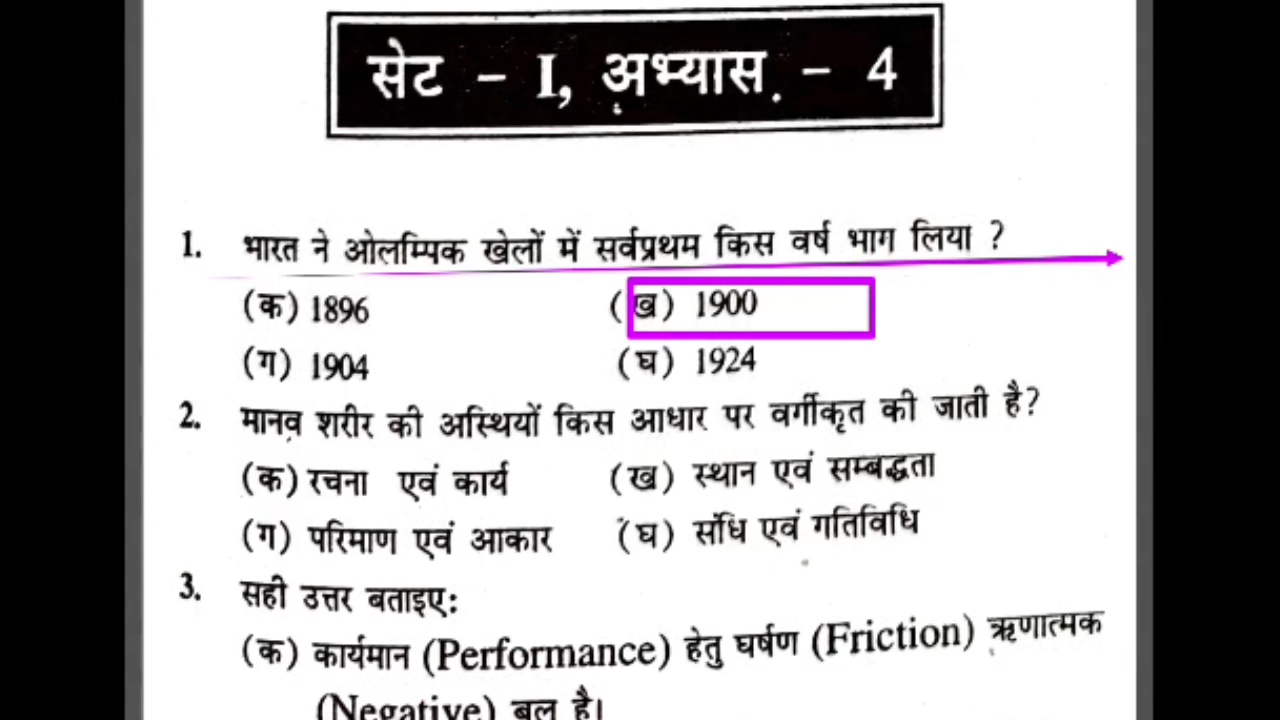 सेट - I, अभ्यास - 4
1. भारत ने ओलम्पिक खेलों में सर्वप्रथम किस वर्ष भाग लिया ?
(क) 1896 (ख) 1900
(ग) 1904 (घ) 1924
2. मानव शरीर की अस्थियों किस आधार पर वर्गीकृत की जाती है?
(क) रचना एवं कार्य (ख) स्थान एवं सम्बद्धता
(ग) परिमाण एवं आकार (घ) संधि एवं गतिविधि
3. सही उत्तर बताइए:
(क) कार्यमान (Performance) हेतु घर्षण (Friction) ऋणात्मक
(Negative) बल है।